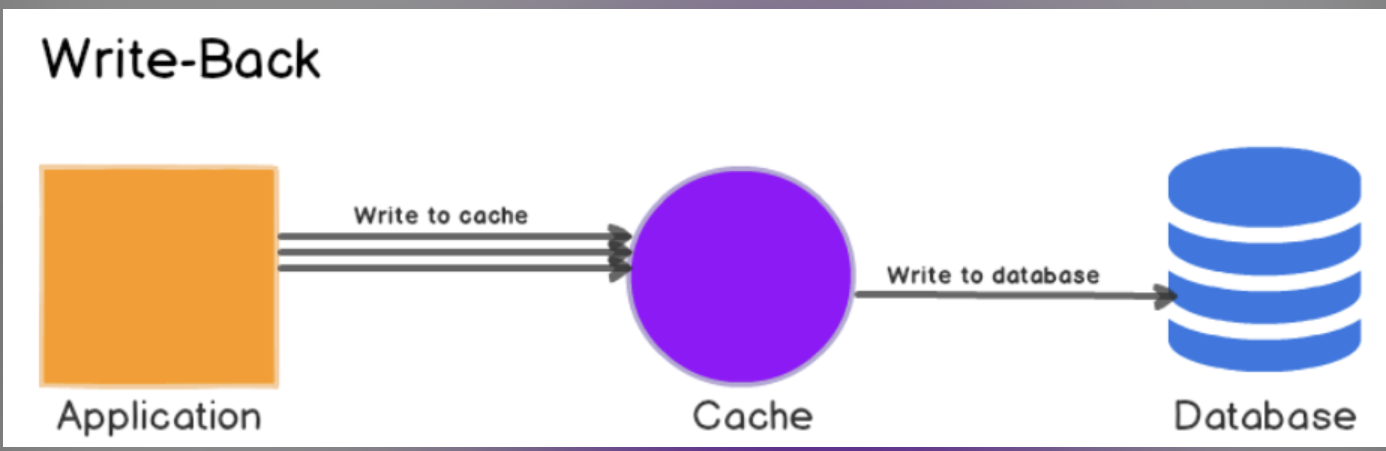 Write-Back
Write to cache
Write to database
Application
Cache
Database